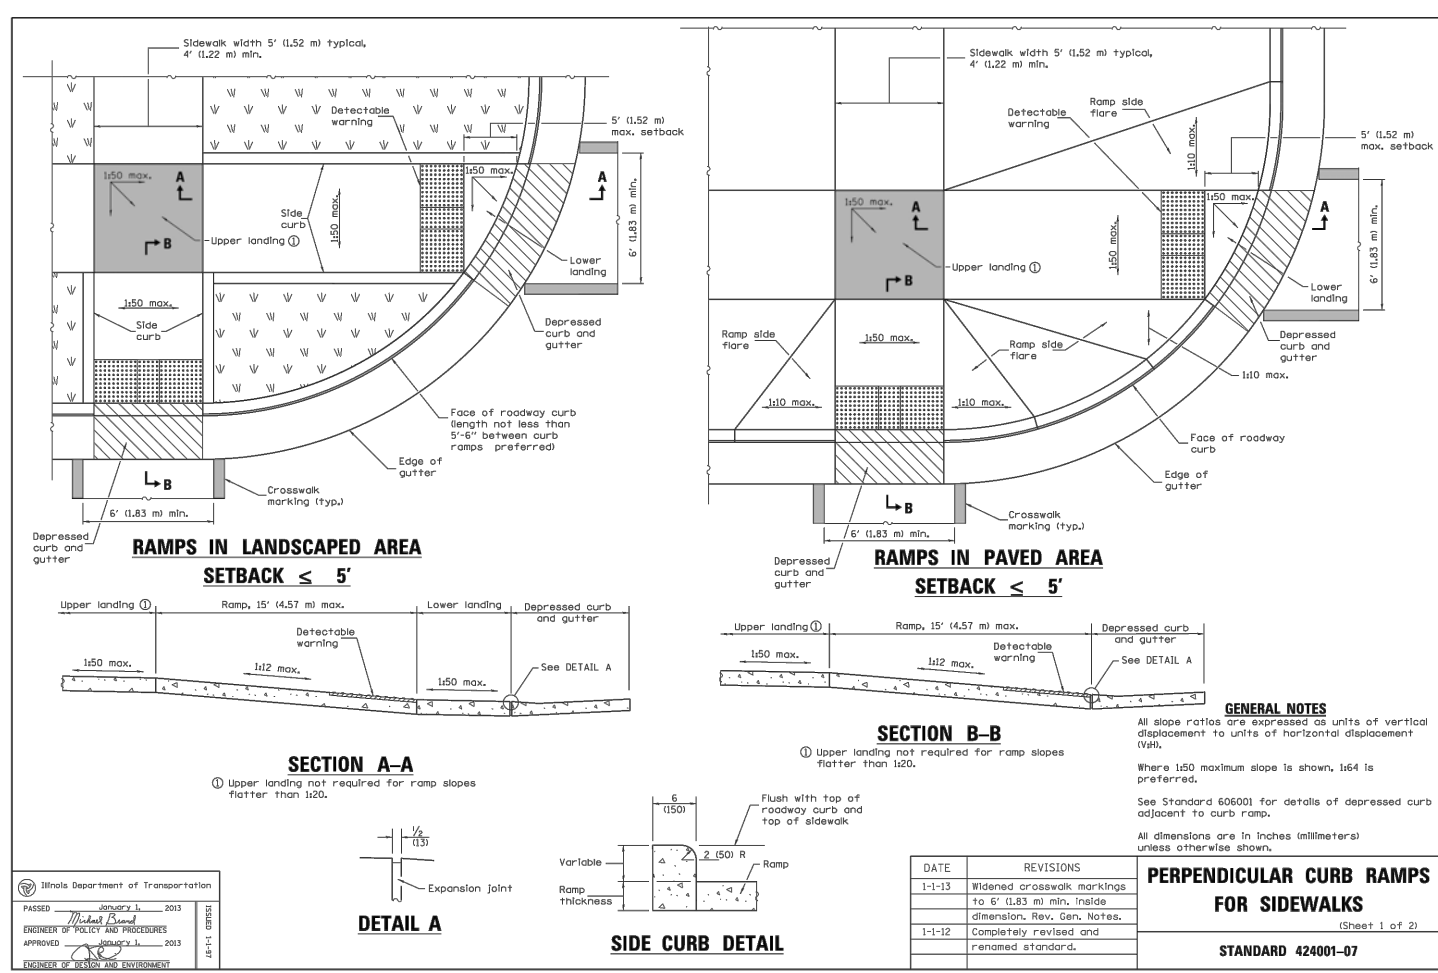 Sidewalk width 5' (1.52 m) typical,
4' (1.22 m) min.
Detectable
warning
5' (1.52 m)
max. setback
1:50 max.
A
1:50 max.
A
Side
curb
1:50 max.
B
Upper landing ①
6' (1.83 m) min.
Lower
landing
1:50 max.
Side
curb
Depressed
curb and
gutter
Face of roadway curb
(length not less than
5'-6" between curb
ramps preferred)
Edge of
gutter
B
Crosswalk
marking (typ.)
6' (1.83 m) min.
Depressed
curb and
gutter
RAMPS IN LANDSCAPED AREA
SETBACK ≤ 5'
Sidewalk width 5' (1.52 m) typical,
4' (1.22 m) min.
Detectable
warning
Ramp side
flare
1:10 max.
5' (1.52 m)
max. setback
1:50 max.
A
1:50 max.
A
1:50 max.
B
Upper landing ①
6' (1.83 m) min.
Lower
landing
Ramp side
flare
1:50 max.
Ramp side
flare
Depressed
curb and
gutter
1:10 max.
1:10 max.
1:10 max.
Face of roadway
curb
Edge of
gutter
B
Crosswalk
marking (typ.)
6' (1.83 m) min.
Depressed
curb and
gutter
RAMPS IN PAVED AREA
SETBACK ≤ 5'
Upper landing ①
Ramp, 15' (4.57 m) max.
Lower landing
Depressed curb
and gutter
Detectable
warning
1:50 max.
1:12 max.
1:50 max.
See DETAIL A
SECTION A–A
① Upper landing not required for ramp slopes
flatter than 1:20.
Upper landing ①
Ramp, 15' (4.57 m) max.
Depressed curb
and gutter
Detectable
warning
1:50 max.
1:12 max.
See DETAIL A
SECTION B–B
① Upper landing not required for ramp slopes
flatter than 1:20.
GENERAL NOTES
All slope ratios are expressed as units of vertical
displacement to units of horizontal displacement
(V:H).
Where 1:50 maximum slope is shown, 1:64 is
preferred.
See Standard 606001 for details of depressed curb
adjacent to curb ramp.
All dimensions are in inches (millimeters)
unless otherwise shown.
½
(13)
Expansion joint
DETAIL A
6
(150)
Flush with top of
roadway curb and
top of sidewalk
Variable
2 (50) R
Ramp
Ramp
thickness
SIDE CURB DETAIL
Illinois Department of Transportation
PASSED January 1, 2013
Michael Brand
ENGINEER OF POLICY AND PROCEDURES
APPROVED January 1, 2013
ENGINEER OF DESIGN AND ENVIRONMENT
ISSUED 1-1-97
DATE REVISIONS
1-1-13 Widened crosswalk markings
to 6' (1.83 m) min. inside
dimension. Rev. Gen. Notes.
1-1-12 Completely revised and
renamed standard.
PERPENDICULAR CURB RAMPS
FOR SIDEWALKS
(Sheet 1 of 2)
STANDARD 424001–07